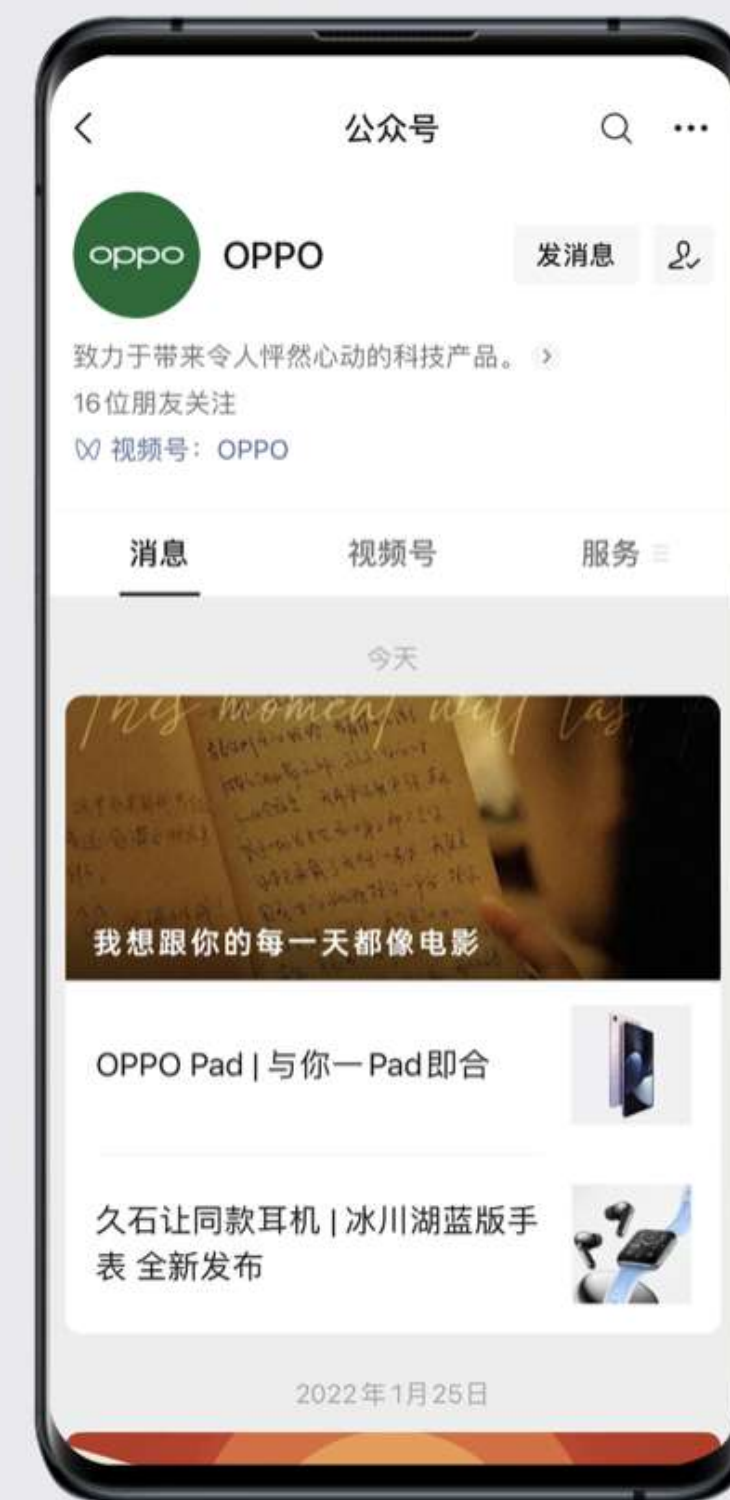 公众号
oppo
OPPO
发消息
致力于带来令人怦然心动的科技产品。
16位朋友关注
视频号：OPPO
消息
视频号
服务
今天
This moment will las
我想跟你的每一天都像电影
OPPO Pad | 与你一Pad即合
久石让同款耳机 | 冰川湖蓝版手
表 全新发布
2022年1月25日